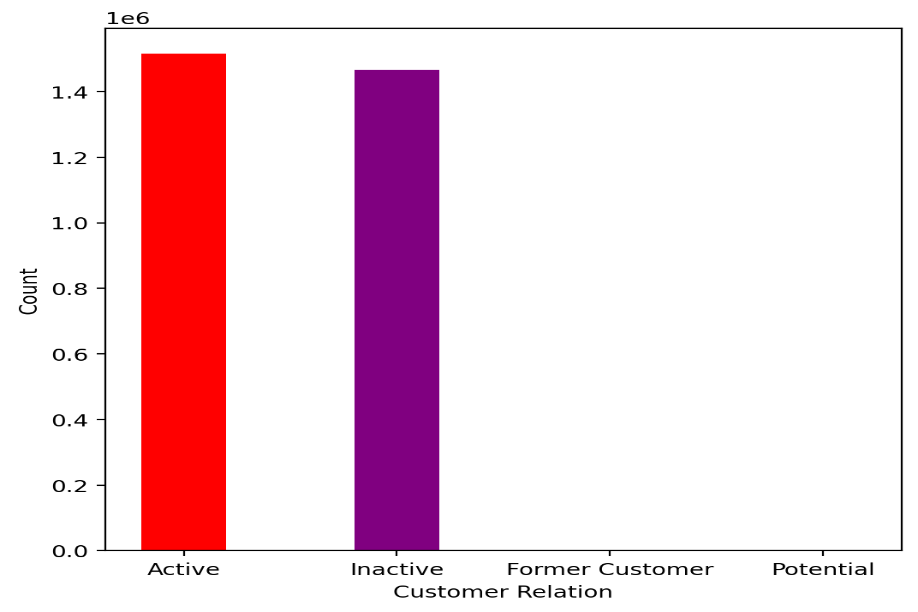 1e6
1.4
1.2
1.0
0.8
0.6
0.4
0.2
0.0
Count
Active Inactive Former Customer Potential
Customer Relation